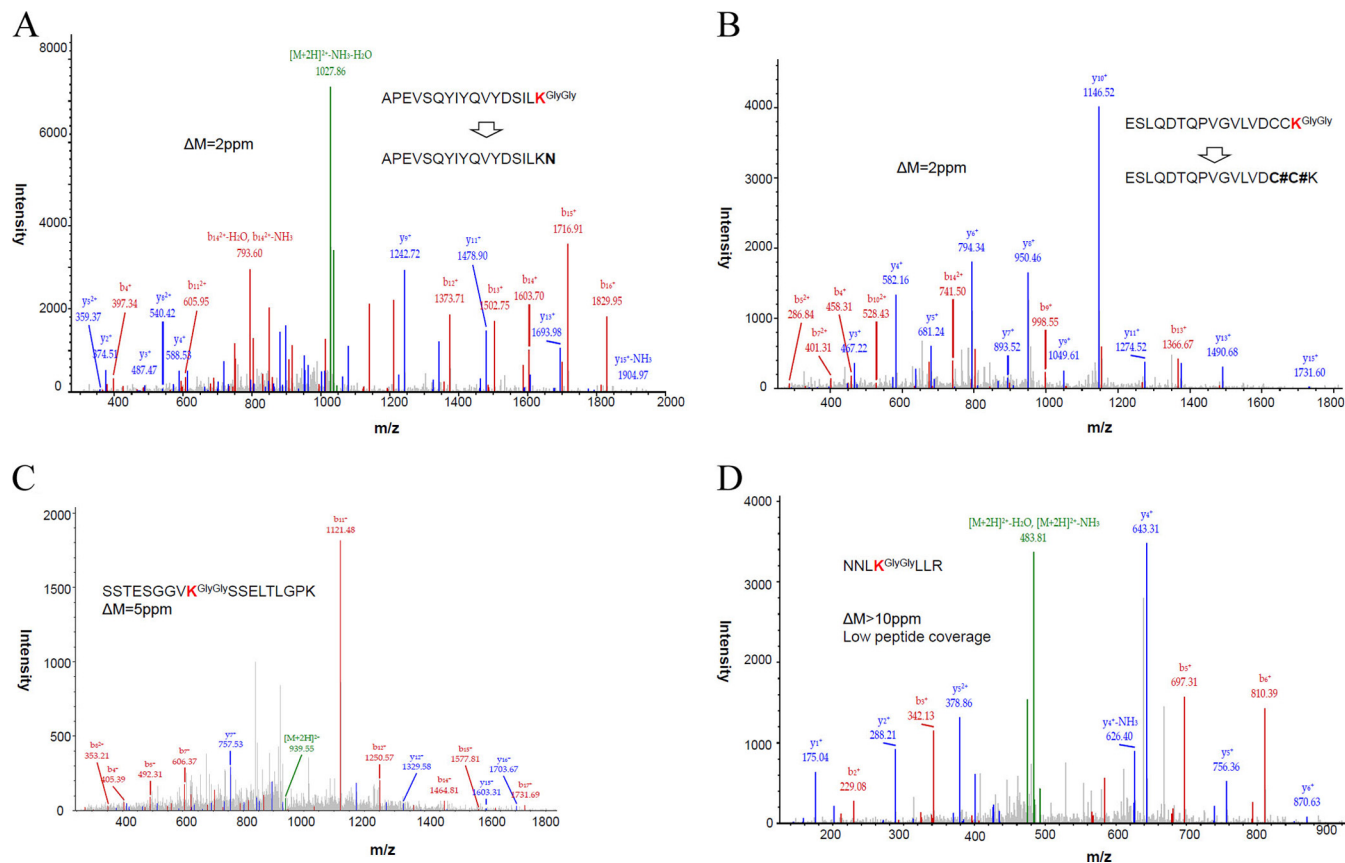 A
8000
6000
4000
2000
0
Intensity
[M+2H]²⁺-NH₃-H₂O
1027.86
APEVSQYIYQVYDSILKGlyGly
APEVSQYIYQVYDSILKN
ΔM=2ppm
b₁₄²⁺-H₂O, b₁₄²⁺-NH₃
793.60
y₅²⁺
359.37
b₄⁺
397.34
y₂⁺
374.51
y₃⁺
487.47
y₈²⁺
540.42
y₄⁺
588.53
b₁₁²⁺
605.95
y₉⁺
1242.72
y₁₁⁺
1478.90
b₁₂⁺
1373.71
b₁₃⁺
1502.75
b₁₄⁺
1603.70
y₁₃⁺
1693.98
b₁₅⁺
1716.91
b₁₆⁺
1829.95
y₁₅⁺-NH₃
1904.97
400 600 800 1000 1200 1400 1600 1800 2000
m/z
B
4000
3000
2000
1000
0
Intensity
y₁₀⁺
1146.52
ESLQDTQPVGVLVDCCKGlyGly
ESLQDTQPVGVLVDC#C#K
ΔM=2ppm
b₅²⁺
286.84
b₇²⁺
401.31
b₄⁺
458.31
y₃⁺
467.22
b₁₀²⁺
528.43
y₄⁺
582.16
y₅⁺
681.24
b₁₄²⁺
741.50
y₆⁺
794.34
y₇⁺
893.52
y₈⁺
950.46
b₉⁺
998.55
y₉⁺
1049.61
y₁₁⁺
1274.52
b₁₃⁺
1366.67
y₁₃⁺
1490.68
y₁₅⁺
1731.60
400 600 800 1000 1200 1400 1600 1800
m/z
C
2000
1500
1000
500
0
Intensity
SSTESGGVKGlyGlySSELTLGPK
ΔM=5ppm
b₁₁⁺
1121.48
b₈²⁺
353.21
b₄⁺
405.39
b₅⁺
492.31
b₇⁺
606.37
y₇⁺
757.53
[M+2H]²⁺
939.55
b₁₂⁺
1250.57
y₁₂⁺
1329.58
b₁₄⁺
1464.81
b₁₅⁺
1577.81
y₁₅⁺
1603.31
y₁₆⁺
1703.67
b₁₇⁺
1731.69
400 600 800 1000 1200 1400 1600 1800
m/z
D
4000
3000
2000
1000
0
Intensity
[M+2H]²⁺-H₂O, [M+2H]²⁺-NH₃
483.81
NNLKGlyGlyLLR
ΔM>10ppm
Low peptide coverage
y₁⁺
175.04
b₂⁺
229.08
y₂⁺
288.21
b₃⁺
342.13
y₅²⁺
378.86
y₄⁺-NH₃
626.40
y₄⁺
643.31
b₅⁺
697.31
y₅⁺
756.36
b₆⁺
810.39
y₆⁺
870.63
200 300 400 500 600 700 800 900
m/z